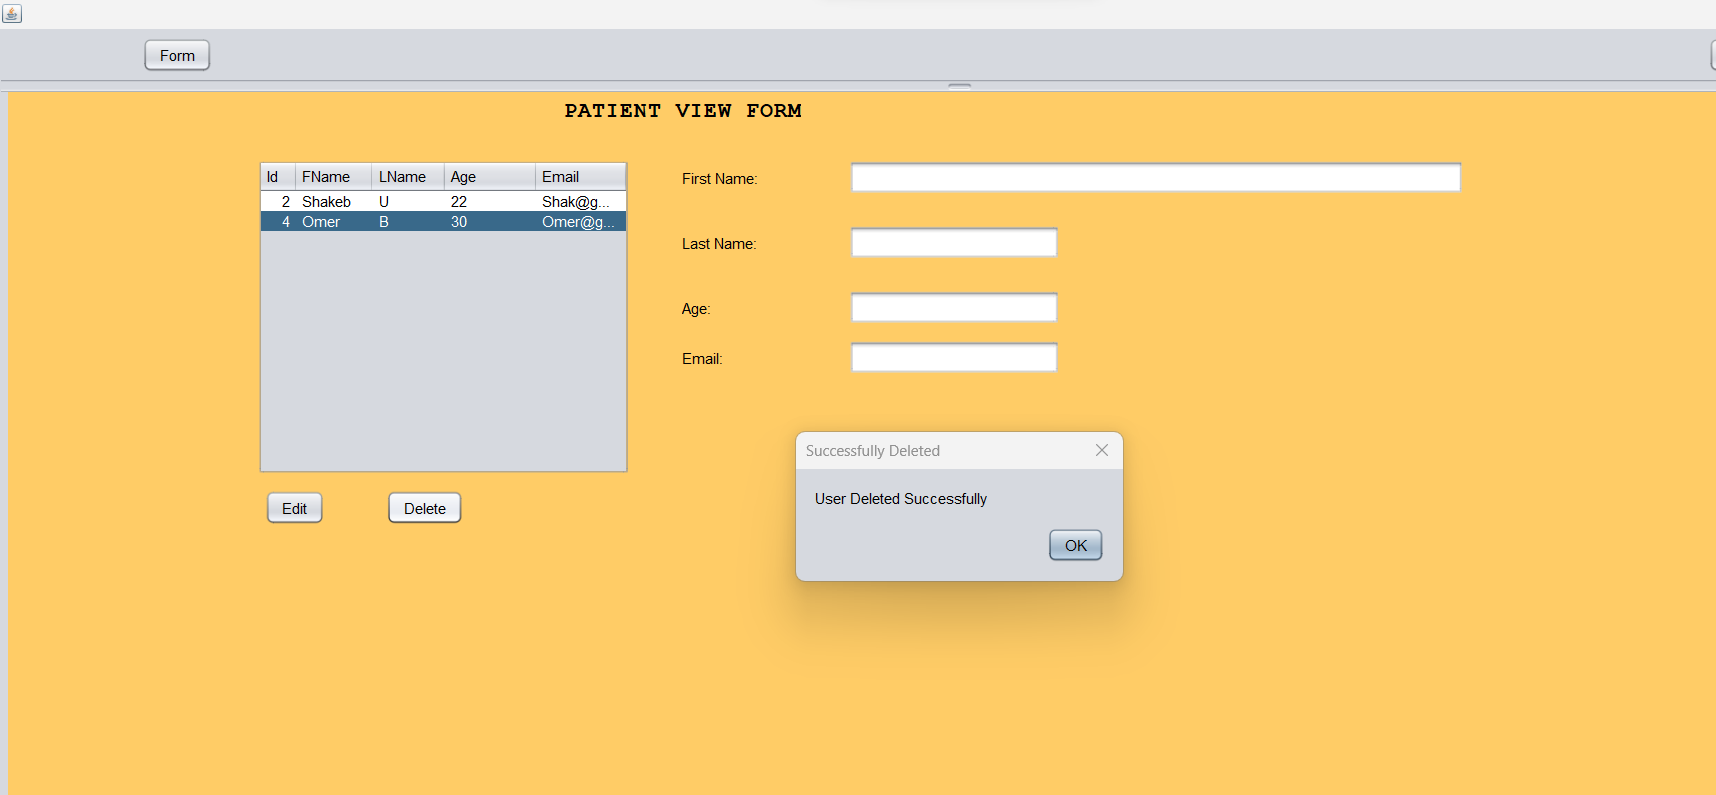 Form
PATIENT VIEW FORM
Id FName LName Age Email
2 Shakeb U 22 Shak@g...
4 Omer B 30 Omer@g...
First Name:
Last Name:
Age:
Email:
Edit Delete
Successfully Deleted
User Deleted Successfully
OK